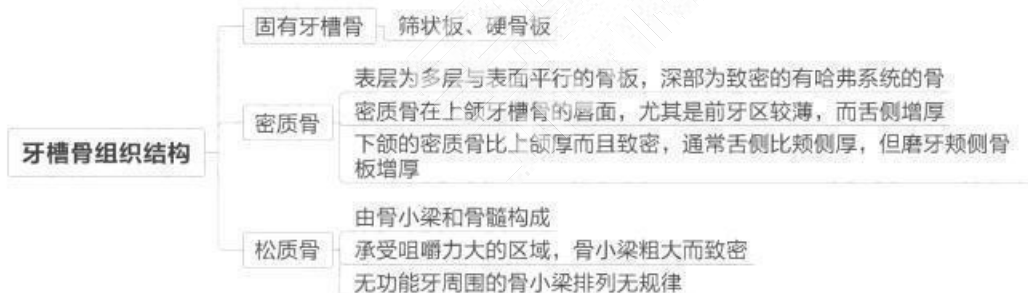 固有牙槽骨
筛状板、硬骨板
表层为多层与表面平行的骨板，深部为致密的有哈弗系统的骨
密质骨
密质骨在上颌牙槽骨的唇面，尤其是前牙区较薄，而舌侧增厚
下颌的密质骨比上颌厚而且致密，通常舌侧比颊侧厚，但磨牙颊侧骨
板增厚
牙槽骨组织结构
由骨小梁和骨髓构成
松质骨
承受咀嚼力大的区域，骨小梁粗大而致密
无功能牙周围的骨小梁排列无规律